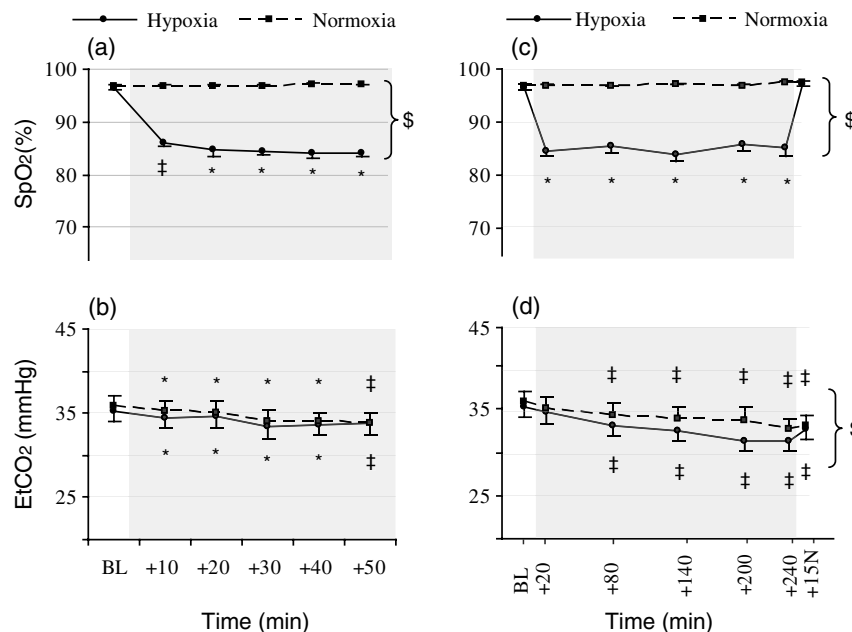 Hypoxia Normoxia
Hypoxia Normoxia
(a)
SpO2(%)
100
90
80
70
‡ * * * *
$
(c)
100
90
80
70
* * * * *
$
(b)
EtCO2 (mmHg)
45
35
25
* * * * ‡
* * * * ‡
BL +10 +20 +30 +40 +50
Time (min)
(d)
45
35
25
‡ ‡ ‡ ‡ ‡
‡ ‡ ‡ ‡ ‡
$
BL +20 +80 +140 +200 +240 +15N
Time (min)